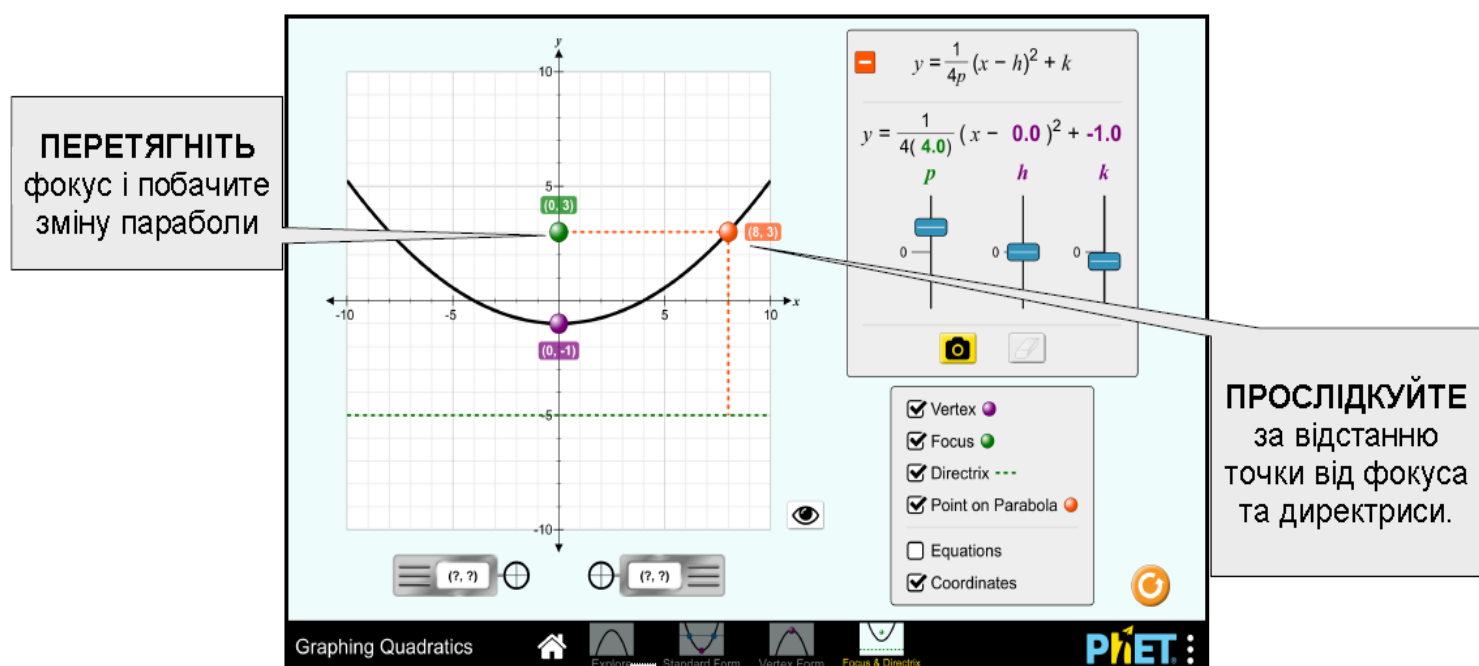 ПЕРЕТЯГНІТЬ
фокус і побачите
зміну параболи
y
10
5
(0, 3)
(8, 3)
-10
-5
5
10
x
(0, -1)
-5
-10
(?, ?)
(?, ?)
y = 1/4p (x − h)² + k
y = 1/4( 4.0) ( x − 0.0 )² + -1.0
p h k
0 0 0
Vertex
Focus
Directrix
Point on Parabola
Equations
Coordinates
ПРОСЛІДКУЙТЕ
за відстанню
точки від фокуса
та директриси.
Graphing Quadratics
Explore
Standard Form
Vertex Form
Focus & Directrix
PhET